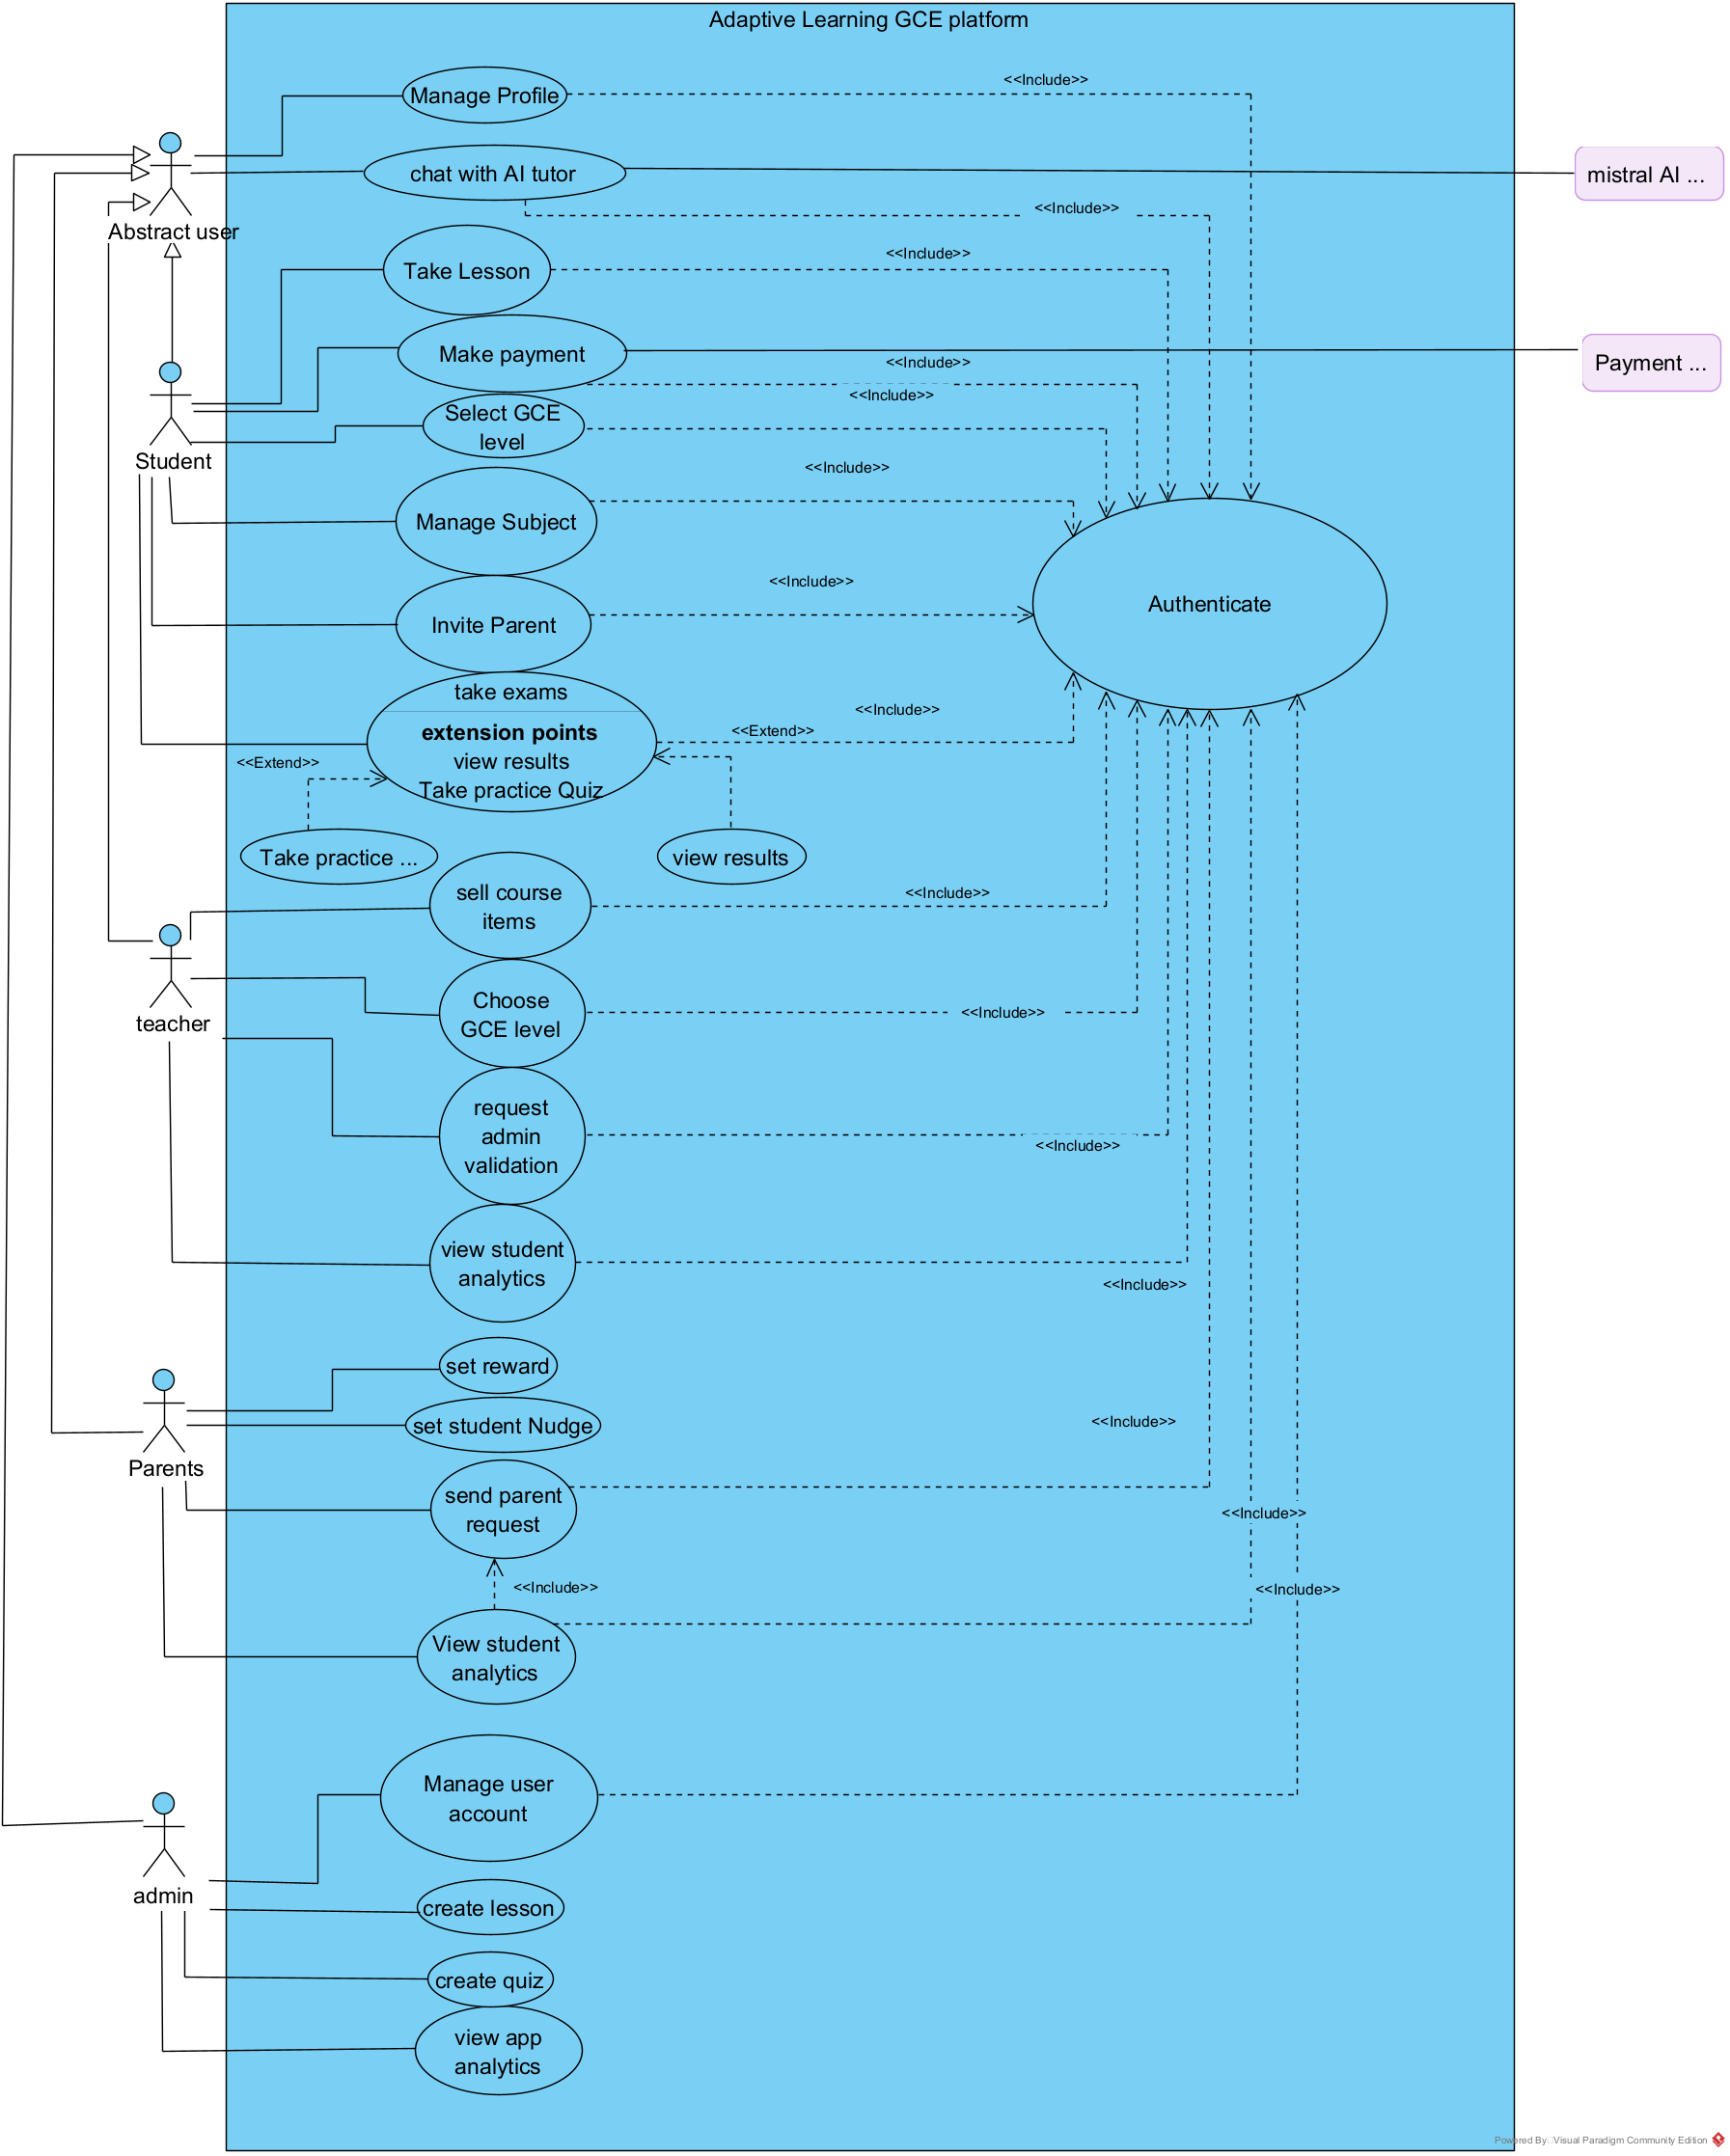 Adaptive Learning GCE platform
Manage Profile
<<Include>>
chat with AI tutor
mistral AI ...
<<Include>>
Abstract user
Take Lesson
<<Include>>
Make payment
<<Include>>
Payment ...
<<Include>>
Select GCE
level
Student
<<Include>>
Manage Subject
<<Include>>
Authenticate
Invite Parent
take exams
<<Include>>
extension points
<<Extend>>
view results
<<Extend>>
Take practice Quiz
Take practice ...
view results
sell course
items
<<Include>>
teacher
Choose
GCE level
<<Include>>
request
admin
validation
<<Include>>
view student
analytics
<<Include>>
set reward
set student Nudge
<<Include>>
Parents
send parent
request
<<Include>>
<<Include>>
<<Include>>
View student
analytics
Manage user
account
admin
create lesson
create quiz
view app
analytics
Powered By Visual Paradigm Community Edition